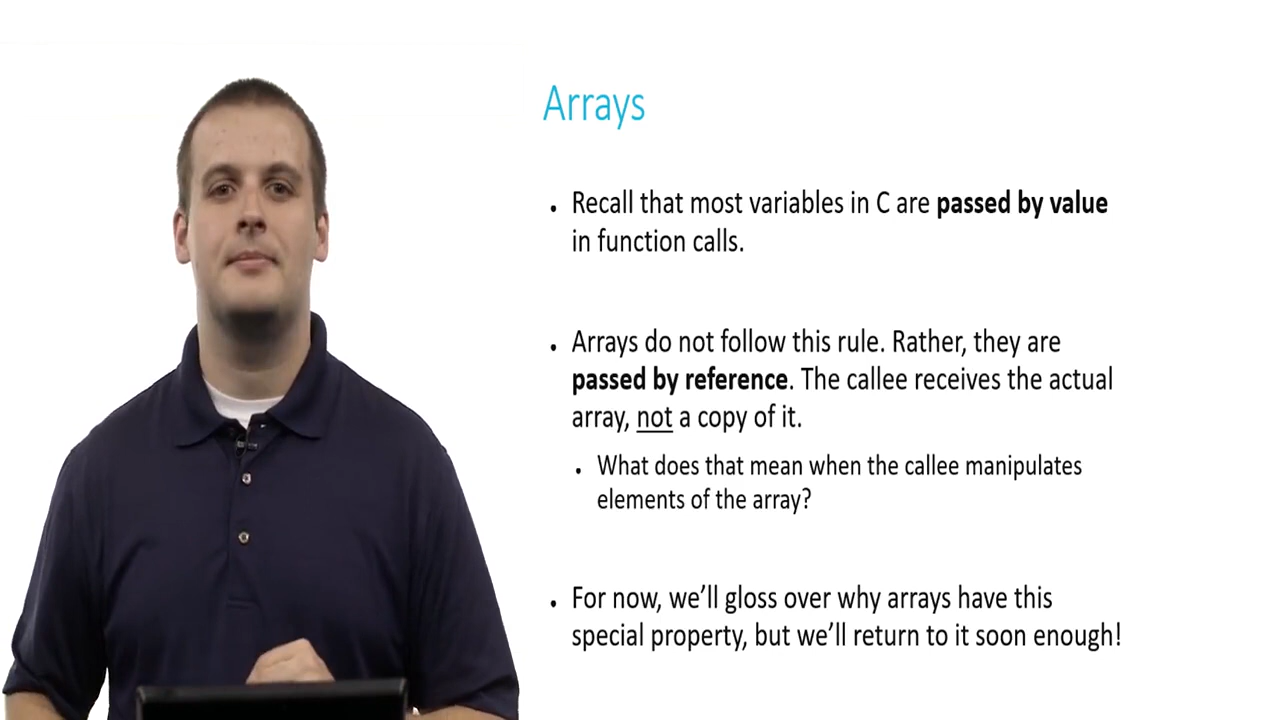 Arrays
• Recall that most variables in C are passed by value
in function calls.
• Arrays do not follow this rule. Rather, they are
passed by reference. The callee receives the actual
array, not a copy of it.
• What does that mean when the callee manipulates
elements of the array?
• For now, we’ll gloss over why arrays have this
special property, but we’ll return to it soon enough!